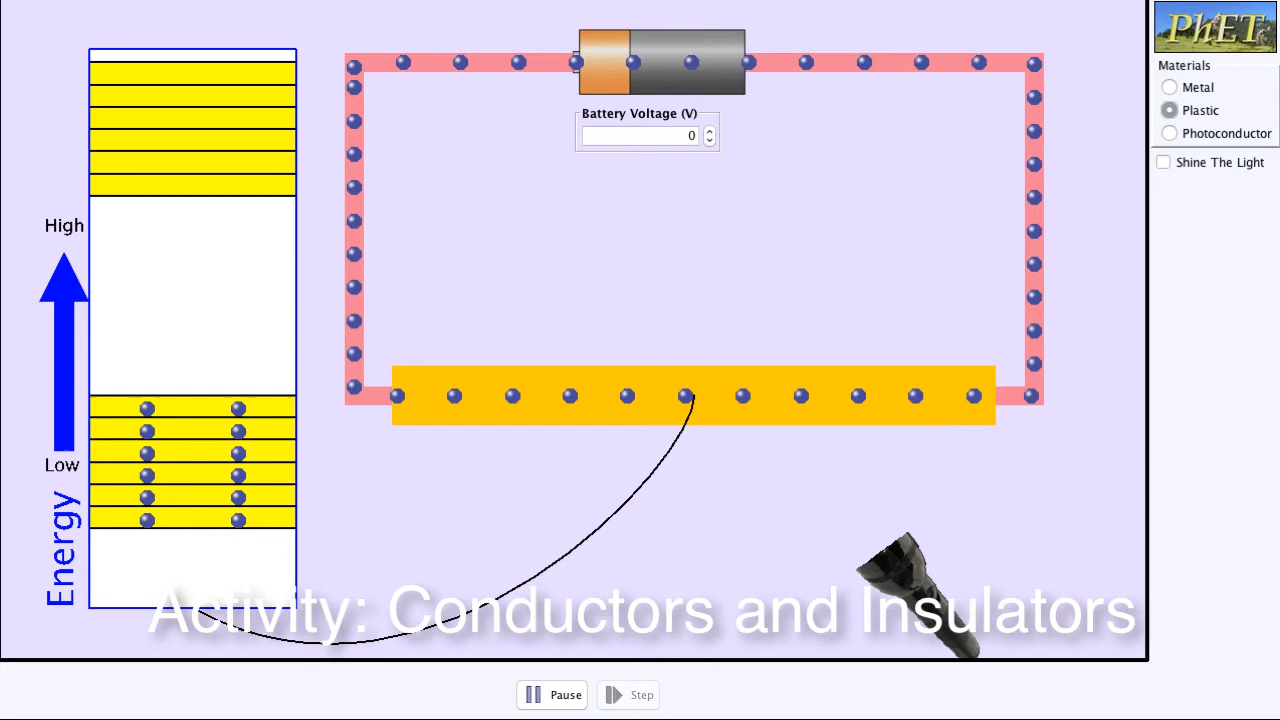 PhET
Materials
Metal
Plastic
Photoconductor
Shine The Light
Battery Voltage (V)
0
High
Low
Energy
Activity: Conductors and Insulators
Pause
Step